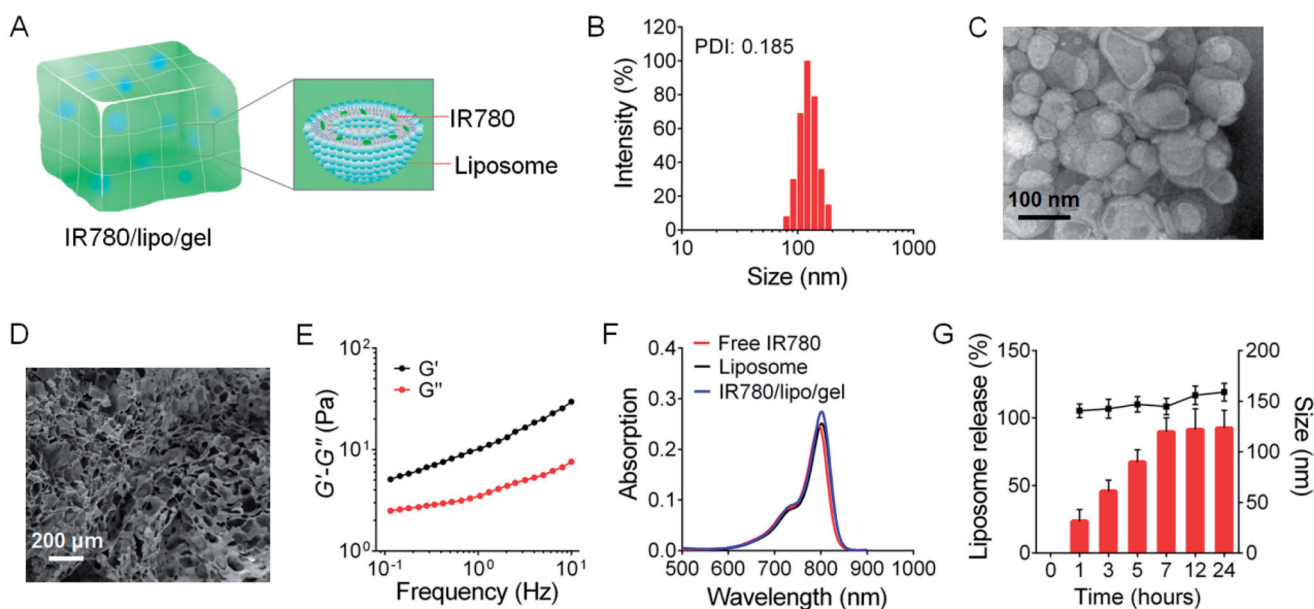 A
IR780
Liposome
IR780/lipo/gel
B
PDI: 0.185
Intensity (%)
120
100
80
60
40
20
0
10
100
1000
Size (nm)
C
100 nm
D
200 µm
E
G'-G" (Pa)
10²
10¹
10⁰
G'
G"
10⁻¹
10⁰
10¹
Frequency (Hz)
F
Free IR780
Liposome
IR780/lipo/gel
Absorption
0.4
0.3
0.2
0.1
0.0
500
600
700
800
900
1000
Wavelength (nm)
G
Liposome release (%)
150
100
50
0
200
150
100
50
0
Size (nm)
0 1 3 5 7 12 24
Time (hours)